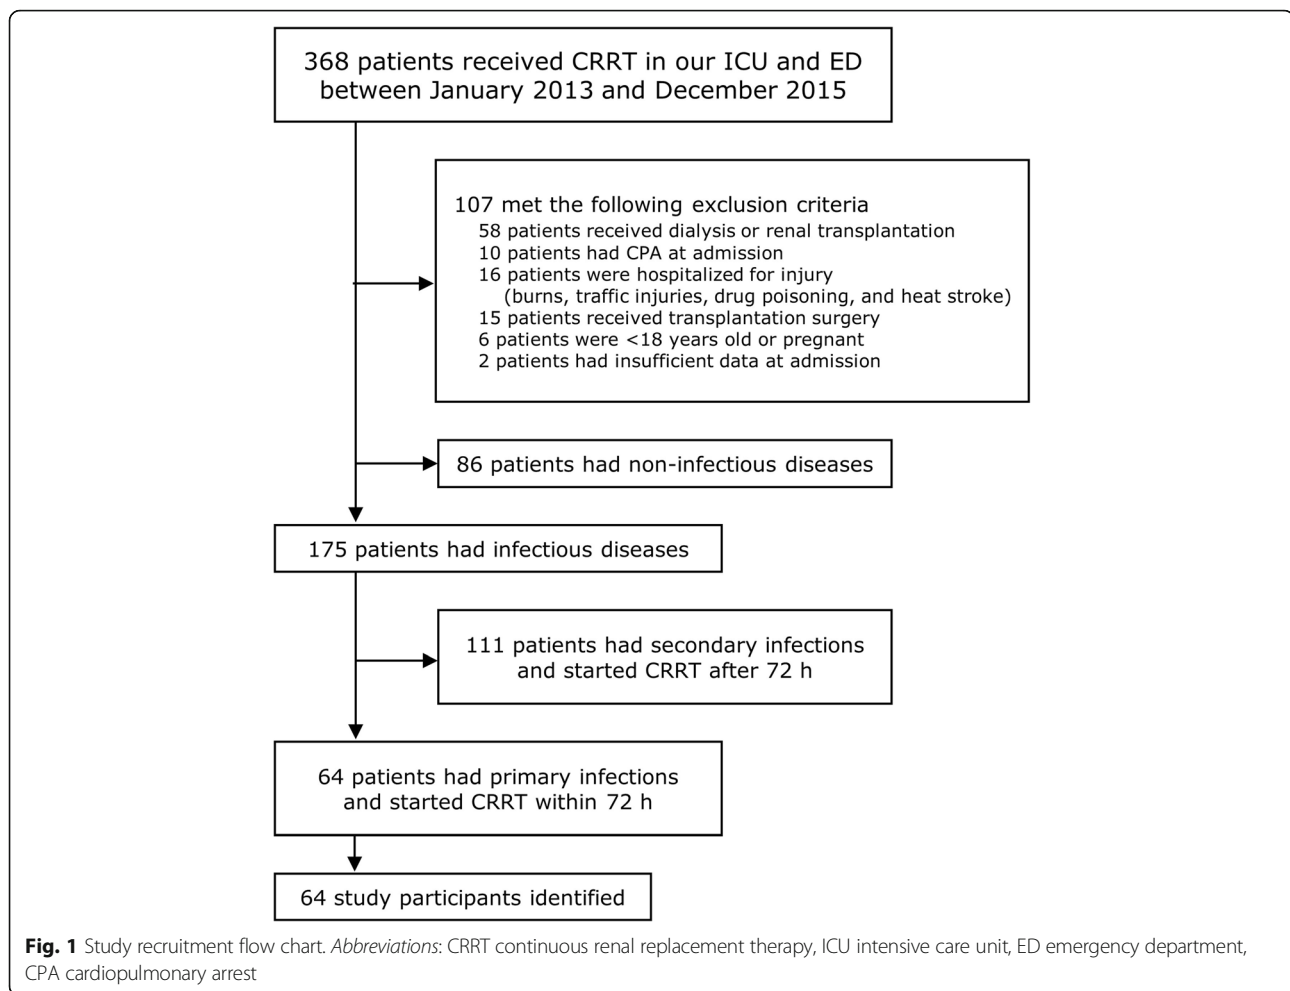 368 patients received CRRT in our ICU and ED
between January 2013 and December 2015
107 met the following exclusion criteria
58 patients received dialysis or renal transplantation
10 patients had CPA at admission
16 patients were hospitalized for injury
(burns, traffic injuries, drug poisoning, and heat stroke)
15 patients received transplantation surgery
6 patients were <18 years old or pregnant
2 patients had insufficient data at admission
86 patients had non-infectious diseases
175 patients had infectious diseases
111 patients had secondary infections
and started CRRT after 72 h
64 patients had primary infections
and started CRRT within 72 h
64 study participants identified
Fig. 1 Study recruitment flow chart. Abbreviations: CRRT continuous renal replacement therapy, ICU intensive care unit, ED emergency department,
CPA cardiopulmonary arrest